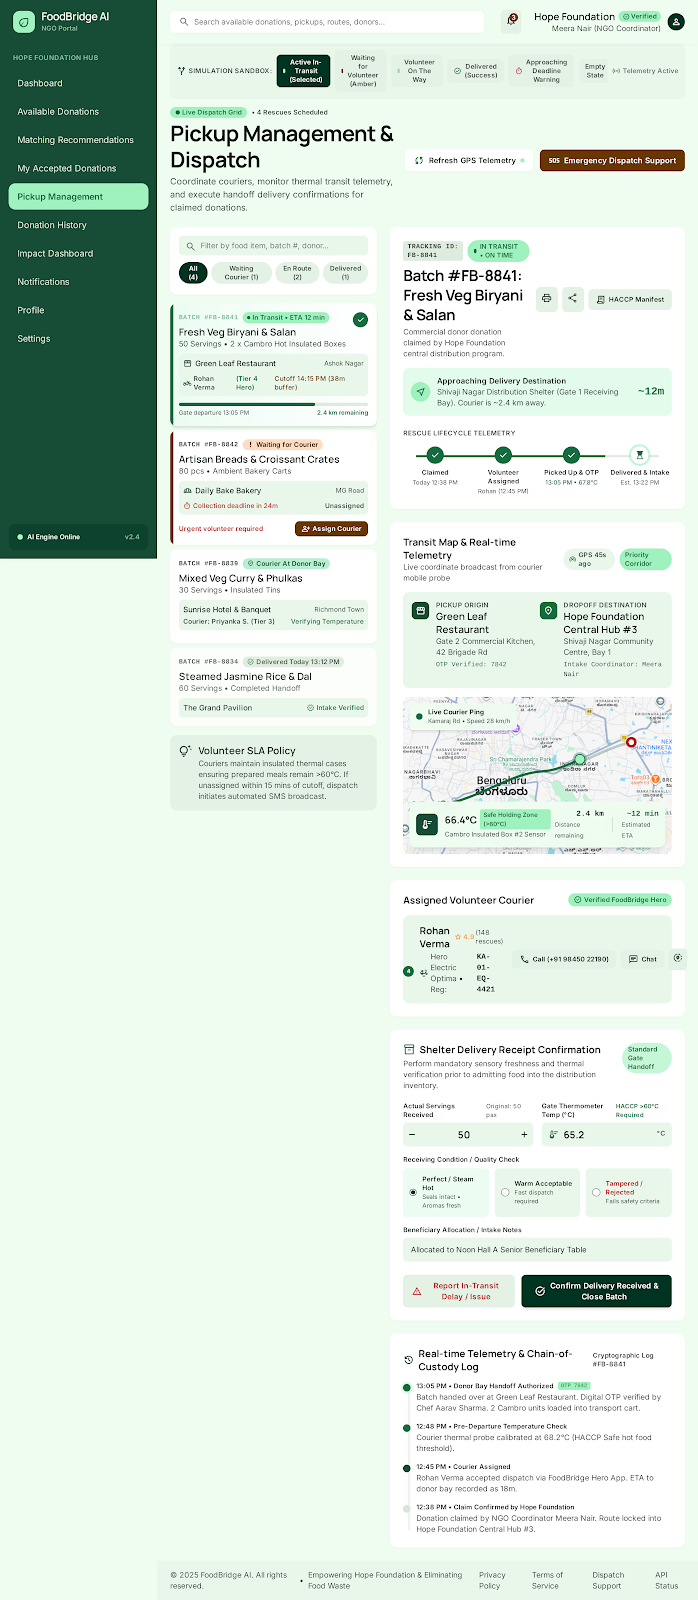 FoodBridge AI
NGO Portal
HOPE FOUNDATION HUB
Dashboard
Available Donations
Matching Recommendations
My Accepted Donations
Pickup Management
Donation History
Impact Dashboard
Notifications
Profile
Settings
AI Engine Online v2.4
Search available donations, pickups, routes, donors...
3
Hope Foundation Verified
Meera Nair (NGO Coordinator)
SIMULATION SANDBOX:
Active In-
Transit
(Selected)
Waiting
for
Volunteer
(Amber)
Volunteer
On The
Way
Delivered
(Success)
Approaching
Deadline
Warning
Empty
State
Telemetry Active
Live Dispatch Grid • 4 Rescues Scheduled
Pickup Management &
Dispatch
Coordinate couriers, monitor thermal transit telemetry,
and execute handoff delivery confirmations for
claimed donations.
Refresh GPS Telemetry
SOS Emergency Dispatch Support
Filter by food item, batch #, donor...
All
(4)
Waiting
Courier (1)
En Route
(2)
Delivered
(1)
BATCH #FB-8841 In Transit • ETA 12 min
Fresh Veg Biryani & Salan
50 Servings • 2 x Cambro Hot Insulated Boxes
Green Leaf Restaurant Ashok Nagar
Rohan
Verma
(Tier 4
Hero)
Cutoff 14:15 PM (38m
buffer)
Gate departure 13:05 PM 2.4 km remaining
BATCH #FB-8842 ! Waiting for Courier
Artisan Breads & Croissant Crates
80 pcs • Ambient Bakery Carts
Daily Bake Bakery MG Road
Collection deadline in 24m Unassigned
Urgent volunteer required Assign Courier
BATCH #FB-8839 Courier At Donor Bay
Mixed Veg Curry & Phulkas
30 Servings • Insulated Tins
Sunrise Hotel & Banquet Richmond Town
Courier: Priyanka S. (Tier 3) Verifying Temperature
BATCH #FB-8834 Delivered Today 13:12 PM
Steamed Jasmine Rice & Dal
60 Servings • Completed Handoff
The Grand Pavilion Intake Verified
Volunteer SLA Policy
Couriers maintain insulated thermal cases
ensuring prepared meals remain >60°C. If
unassigned within 15 mins of cutoff, dispatch
initiates automated SMS broadcast.
TRACKING ID:
FB-8841
IN TRANSIT
• ON TIME
Batch #FB-8841:
Fresh Veg Biryani
& Salan
Commercial donor donation
claimed by Hope Foundation
central distribution program.
HACCP Manifest
Approaching Delivery Destination
Shivaji Nagar Distribution Shelter (Gate 1 Receiving
Bay). Courier is ~2.4 km away.
~12m
RESCUE LIFECYCLE TELEMETRY
Claimed
Today 12:38 PM
Volunteer
Assigned
Rohan (12:45 PM)
Picked Up & OTP
13:05 PM • 67.8°C
Delivered & Intake
Est. 13:22 PM
Transit Map & Real-time
Telemetry
Live coordinate broadcast from courier
mobile probe
GPS 45s
ago
Priority
Corridor
PICKUP ORIGIN
Green Leaf
Restaurant
Gate 2 Commercial Kitchen,
42 Brigade Rd
OTP Verified: 7842
DROPOFF DESTINATION
Hope Foundation
Central Hub #3
Shivaji Nagar Community
Centre, Bay 1
Intake Coordinator: Meera
Nair
Live Courier Ping
Kamaraj Rd • Speed 28 km/h
Sri Chamarajendra Park
Bengaluru
ಬೆಂಗಳೂರು
NAGARBHAVI
DOMLUR
66.4°C
Safe Holding Zone
(>60°C)
Cambro Insulated Box #2 Sensor
2.4 km
Distance
remaining
~12 min
Estimated
ETA
Assigned Volunteer Courier Verified FoodBridge Hero
4
Rohan
Verma
4.9
(148
rescues)
Hero
Electric
Optima •
Reg:
KA-
01-
EQ-
4421
Call (+91 98450 22190)
Chat
Shelter Delivery Receipt Confirmation
Perform mandatory sensory freshness and thermal
verification prior to admitting food into the distribution
inventory.
Standard
Gate
Handoff
Actual Servings
Received
Original: 50
pax
Gate Thermometer
Temp (°C)
HACCP >60°C
Required
− 50 +
65.2 °C
Receiving Condition / Quality Check
Perfect / Steam
Hot
Seals intact •
Aromas fresh
Warm Acceptable
Fast dispatch
required
Tampered /
Rejected
Fails safety criteria
Beneficiary Allocation / Intake Notes
Allocated to Noon Hall A Senior Beneficiary Table
Report In-Transit
Delay / Issue
Confirm Delivery Received &
Close Batch
Real-time Telemetry & Chain-of-
Custody Log
Cryptographic Log
#FB-8841
13:05 PM • Donor Bay Handoff Authorized OTP 7842
Batch handed over at Green Leaf Restaurant. Digital OTP verified by
Chef Aarav Sharma. 2 Cambro units loaded into transport cart.
12:48 PM • Pre-Departure Temperature Check
Courier thermal probe calibrated at 68.2°C (HACCP Safe hot food
threshold).
12:45 PM • Courier Assigned
Rohan Verma accepted dispatch via FoodBridge Hero App. ETA to
donor bay recorded as 18m.
12:38 PM • Claim Confirmed by Hope Foundation
Donation claimed by NGO Coordinator Meera Nair. Route locked into
Hope Foundation Central Hub #3.
© 2025 FoodBridge AI. All rights
reserved.
• Empowering Hope Foundation & Eliminating
Food Waste
Privacy
Policy
Terms of
Service
Dispatch
Support
API
Status